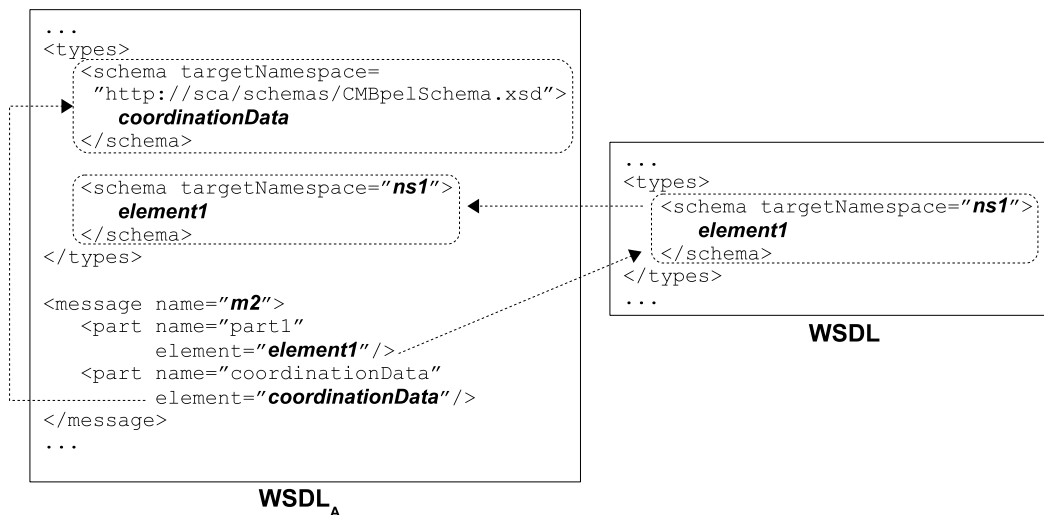 ...
<types>
<schema targetNamespace=
"http://sca/schemas/CMBpelSchema.xsd">
coordinationData
</schema>
<schema targetNamespace="ns1">
element1
</schema>
</types>
<message name="m2">
<part name="part1"
element="element1"/>
<part name="coordinationData"
element="coordinationData"/>
</message>
...
WSDLA
...
<types>
<schema targetNamespace="ns1">
element1
</schema>
</types>
...
WSDL